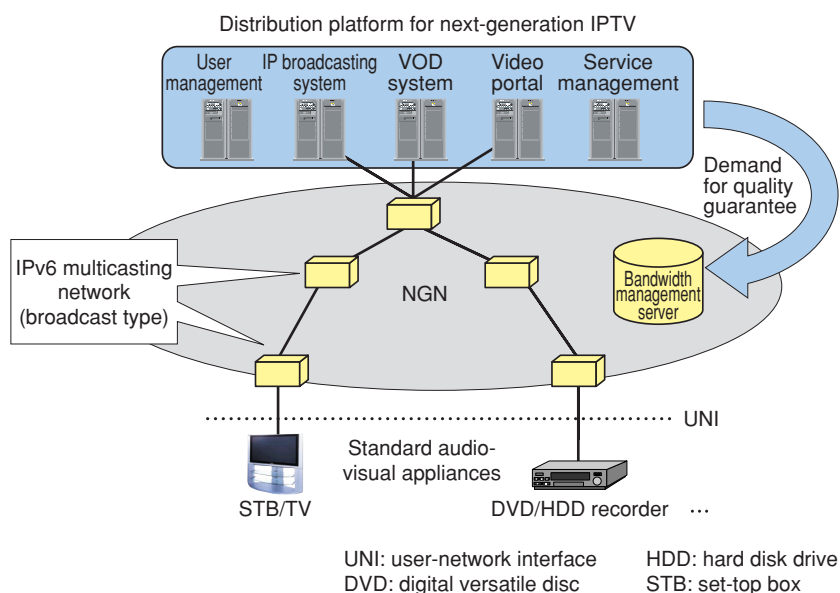 Distribution platform for next-generation IPTV
User
management
IP broadcasting
system
VOD
system
Video
portal
Service
management
Demand
for quality
guarantee
IPv6 multicasting
network
(broadcast type)
NGN
Bandwidth
management
server
UNI
Standard audio-
visual appliances
STB/TV
DVD/HDD recorder ...
UNI: user-network interface
HDD: hard disk drive
DVD: digital versatile disc
STB: set-top box